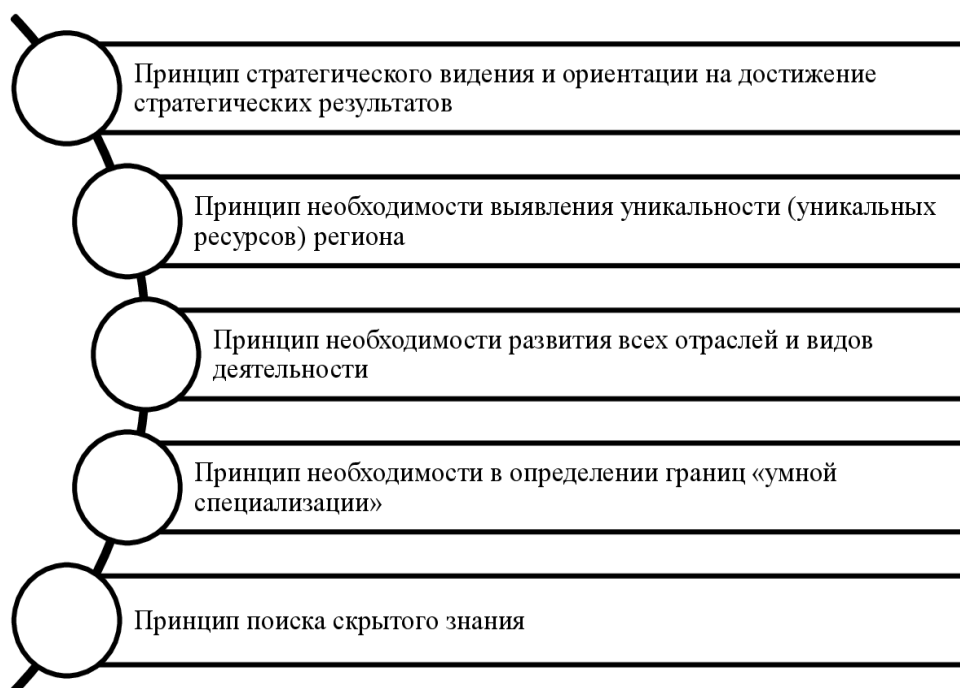 Принцип стратегического видения и ориентации на достижение
стратегических результатов
Принцип необходимости выявления уникальности (уникальных
ресурсов) региона
Принцип необходимости развития всех отраслей и видов
деятельности
Принцип необходимости в определении границ «умной
специализации»
Принцип поиска скрытого знания